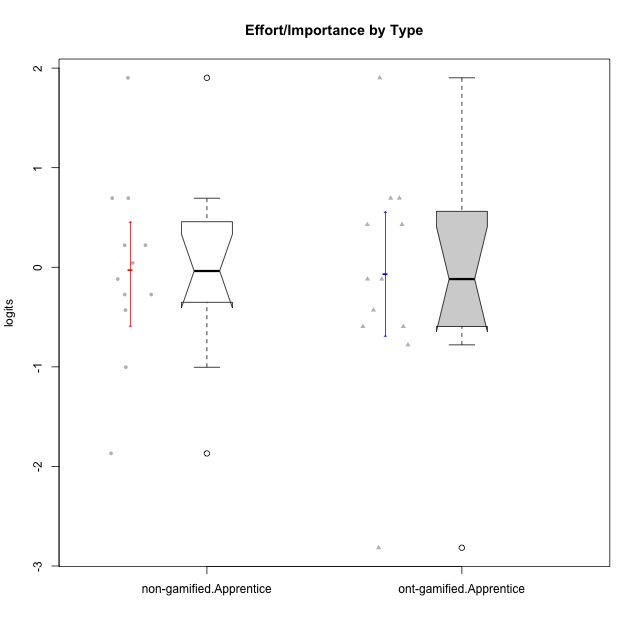 Effort/Importance by Type
logits
2
1
0
-1
-2
-3
non-gamified.Apprentice
ont-gamified.Apprentice